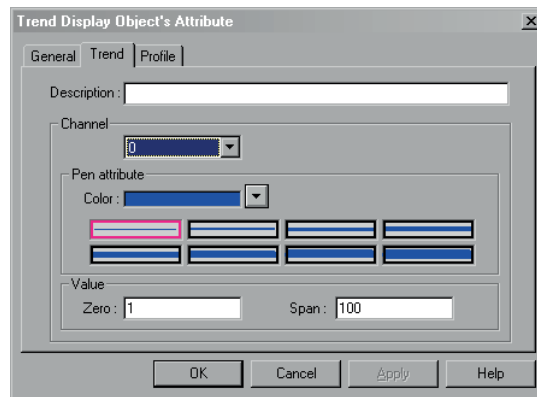 Trend Display Object's Attribute
General Trend Profile
Description :
Channel
0
Pen attribute
Color :
Value
Zero : 1 Span : 100
OK Cancel Apply Help